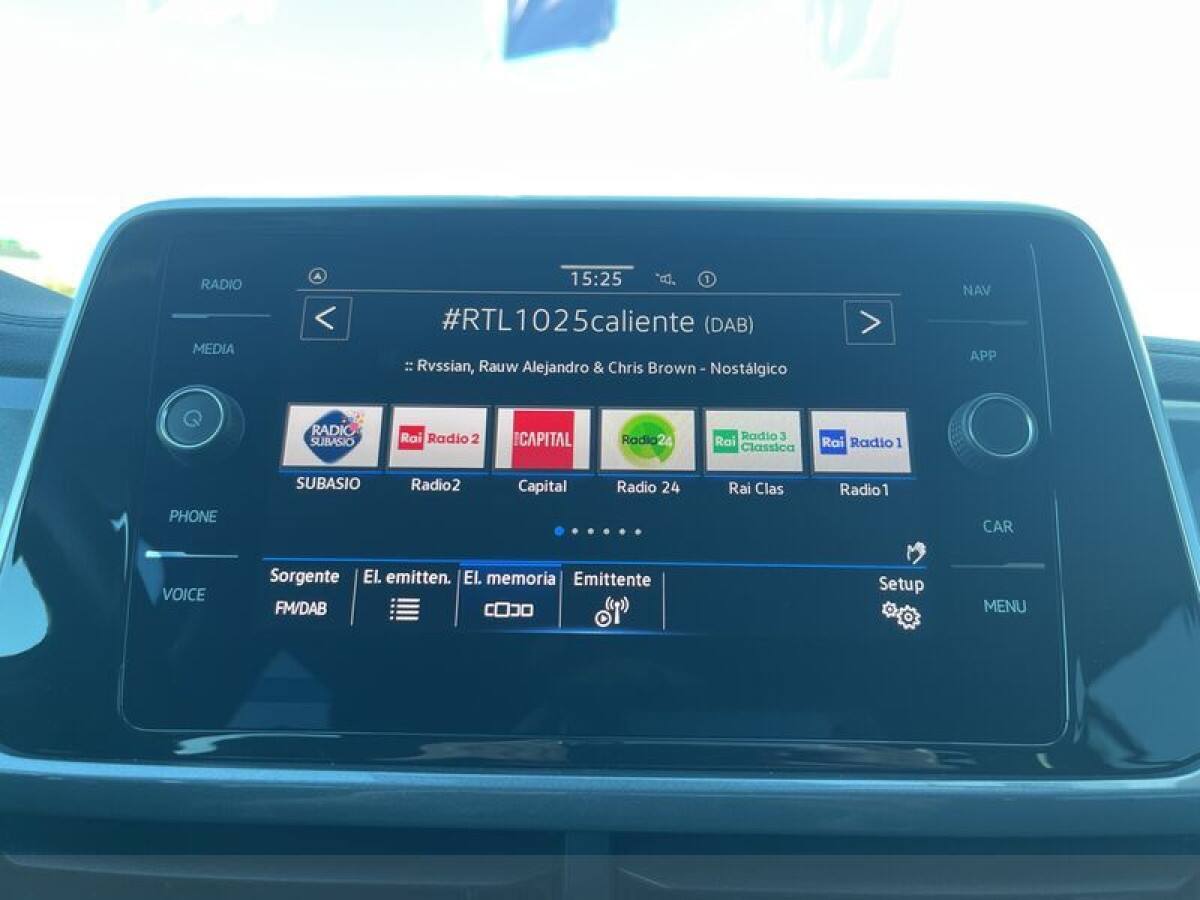 RADIO
MEDIA
PHONE
VOICE
15:25
1
< #RTL1025caliente (DAB) >
:: Rvssian, Rauw Alejandro & Chris Brown - Nostálgico
RADIO SUBASIO
Rai Radio 2
CAPITAL
Radio24
Rai Radio 3 Classica
Rai Radio 1
SUBASIO Radio2 Capital Radio 24 Rai Clas Radio1
Sorgente El. emitten. El. memoria Emittente Setup
FM/DAB
NAV
APP
CAR
MENU